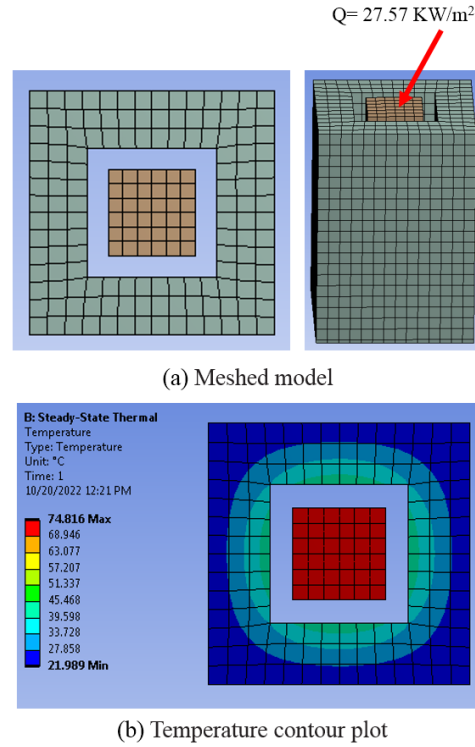 Q= 27.57 KW/m²
(a) Meshed model
B: Steady-State Thermal
Temperature
Type: Temperature
Unit: °C
Time: 1
10/20/2022 12:21 PM
74.816 Max
68.946
63.077
57.207
51.337
45.468
39.598
33.728
27.858
21.989 Min
(b) Temperature contour plot